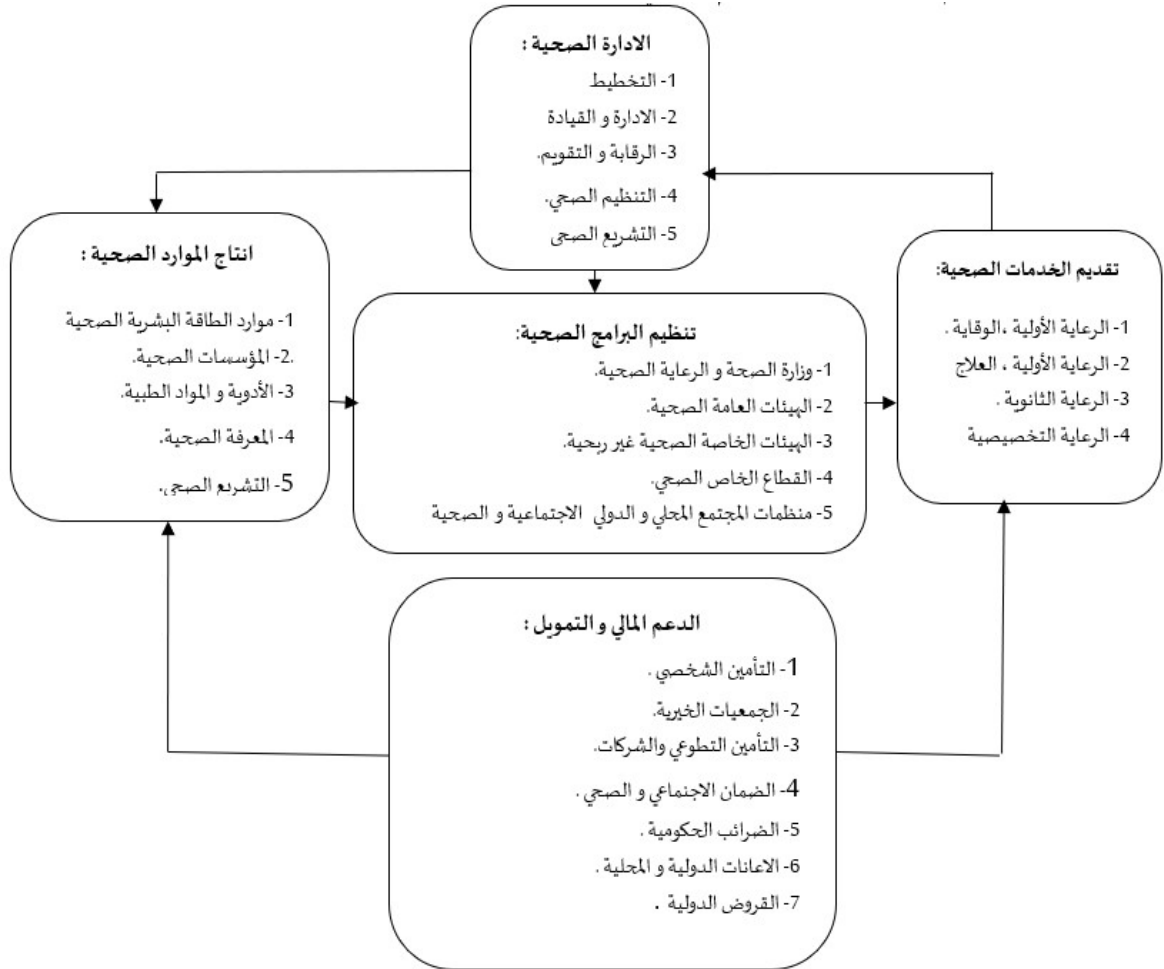 الادارة الصحية :
1- التخطيط
2- الادارة و القيادة
3- الرقابة و التقويم.
4- التنظيم الصحي.
5- التشريع الصحي
انتاج الموارد الصحية :
1- موارد الطاقة البشرية الصحية
2- المؤسسات الصحية.
3- الأدوية و المواد الطبية.
4- المعرفة الصحية.
5- التشريع الصحي.
تنظيم البرامج الصحية:
1- وزارة الصحة و الرعاية الصحية.
2- الهيئات العامة الصحية.
3- الهيئات الخاصة الصحية غير ربحية.
4- القطاع الخاص الصحي.
5- منظمات المجتمع المحلي و الدولي الاجتماعية و الصحية
تقديم الخدمات الصحية:
1- الرعاية الأولية ،الوقاية .
2- الرعاية الأولية ، العلاج
3- الرعاية الثانوية .
4- الرعاية التخصيصية
الدعم المالي و التمويل :
1- التأمين الشخصي .
2- الجمعيات الخيرية.
3- التأمين التطوعي والشركات.
4- الضمان الاجتماعي و الصحي .
5- الضرائب الحكومية .
6- الاعانات الدولية و المحلية .
7- القروض الدولية .